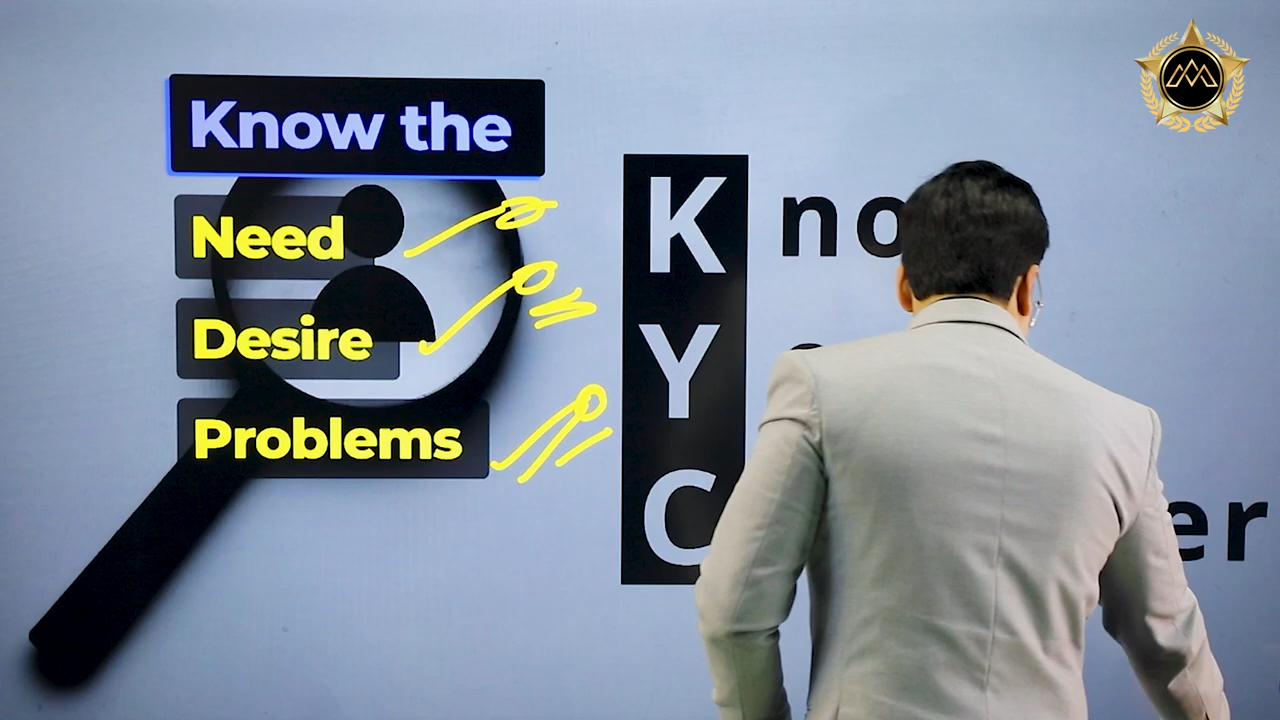 Know the
Need
Desire
Problems
K no
Y
C er